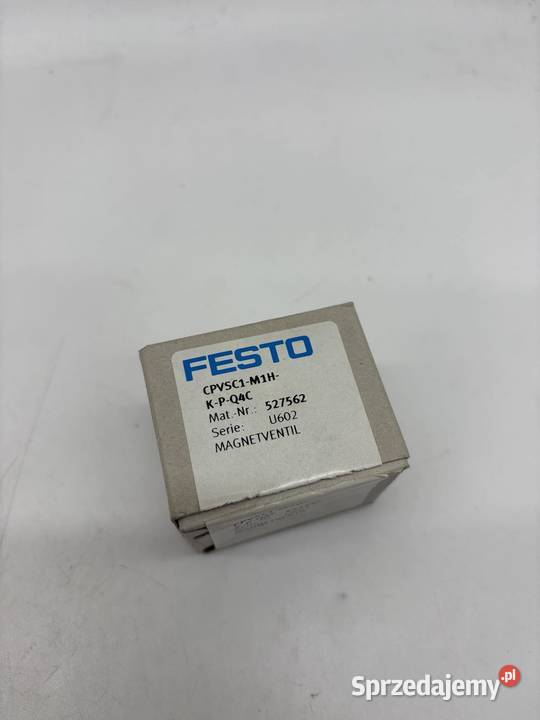 FESTO
CPVSC1-M1H-
K-P-Q4C
Mat.-Nr.: 527562
Serie: U602
MAGNETVENTIL
Sprzedajemy.pl